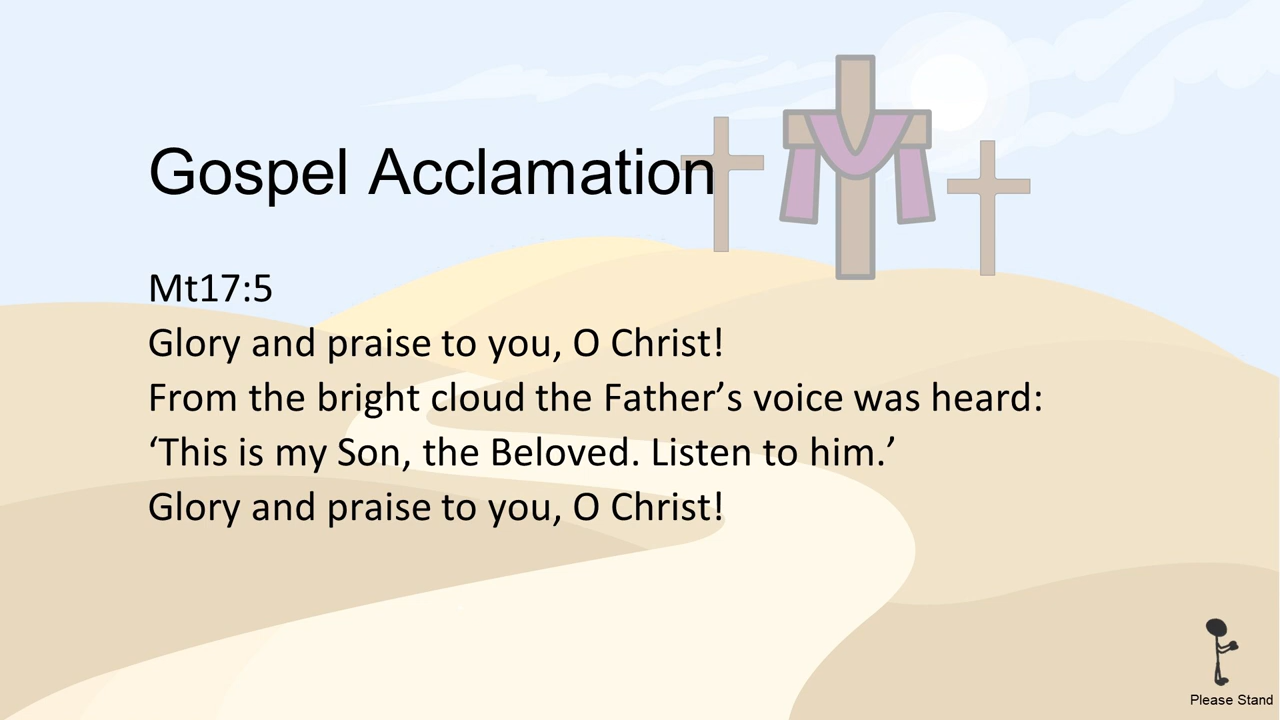 Gospel Acclamation
Mt17:5
Glory and praise to you, O Christ!
From the bright cloud the Father’s voice was heard:
‘This is my Son, the Beloved. Listen to him.’
Glory and praise to you, O Christ!
Please Stand